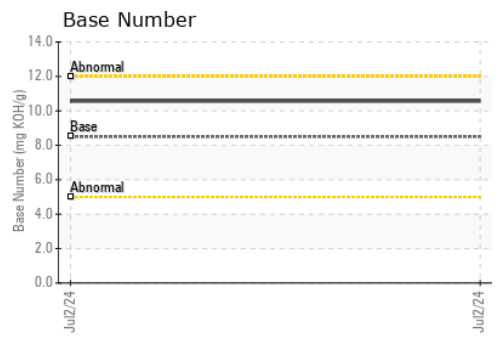 Base Number
Base Number (mg KOH/g)
14.0
12.0
10.0
8.0
6.0
4.0
2.0
0.0
Abnormal
Base
Abnormal
Jul2/24
Jul2/24